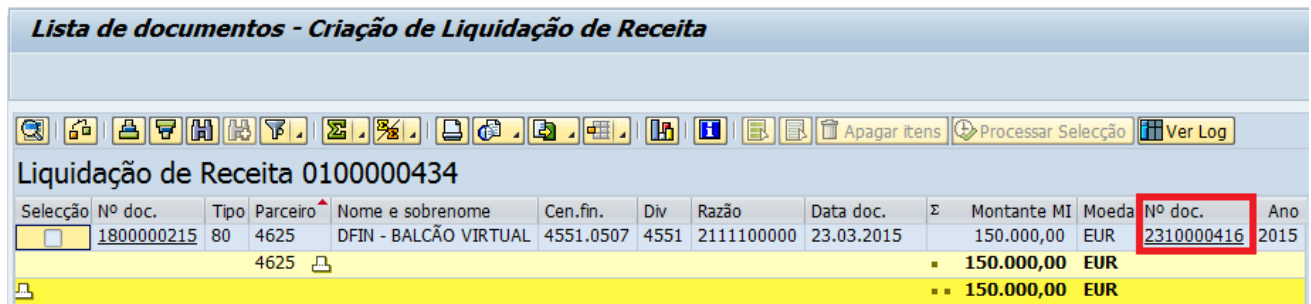 Lista de documentos - Criação de Liquidação de Receita
Apagar itens Processar Selecção Ver Log
Liquidação de Receita 0100000434
Selecção Nº doc. Tipo Parceiro Nome e sobrenome Cen.fin. Div Razão Data doc. Σ Montante MI Moeda Nº doc. Ano
1800000215 80 4625 DFIN - BALCÃO VIRTUAL 4551.0507 4551 2111100000 23.03.2015 150.000,00 EUR 2310000416 2015
4625 150.000,00 EUR
150.000,00 EUR